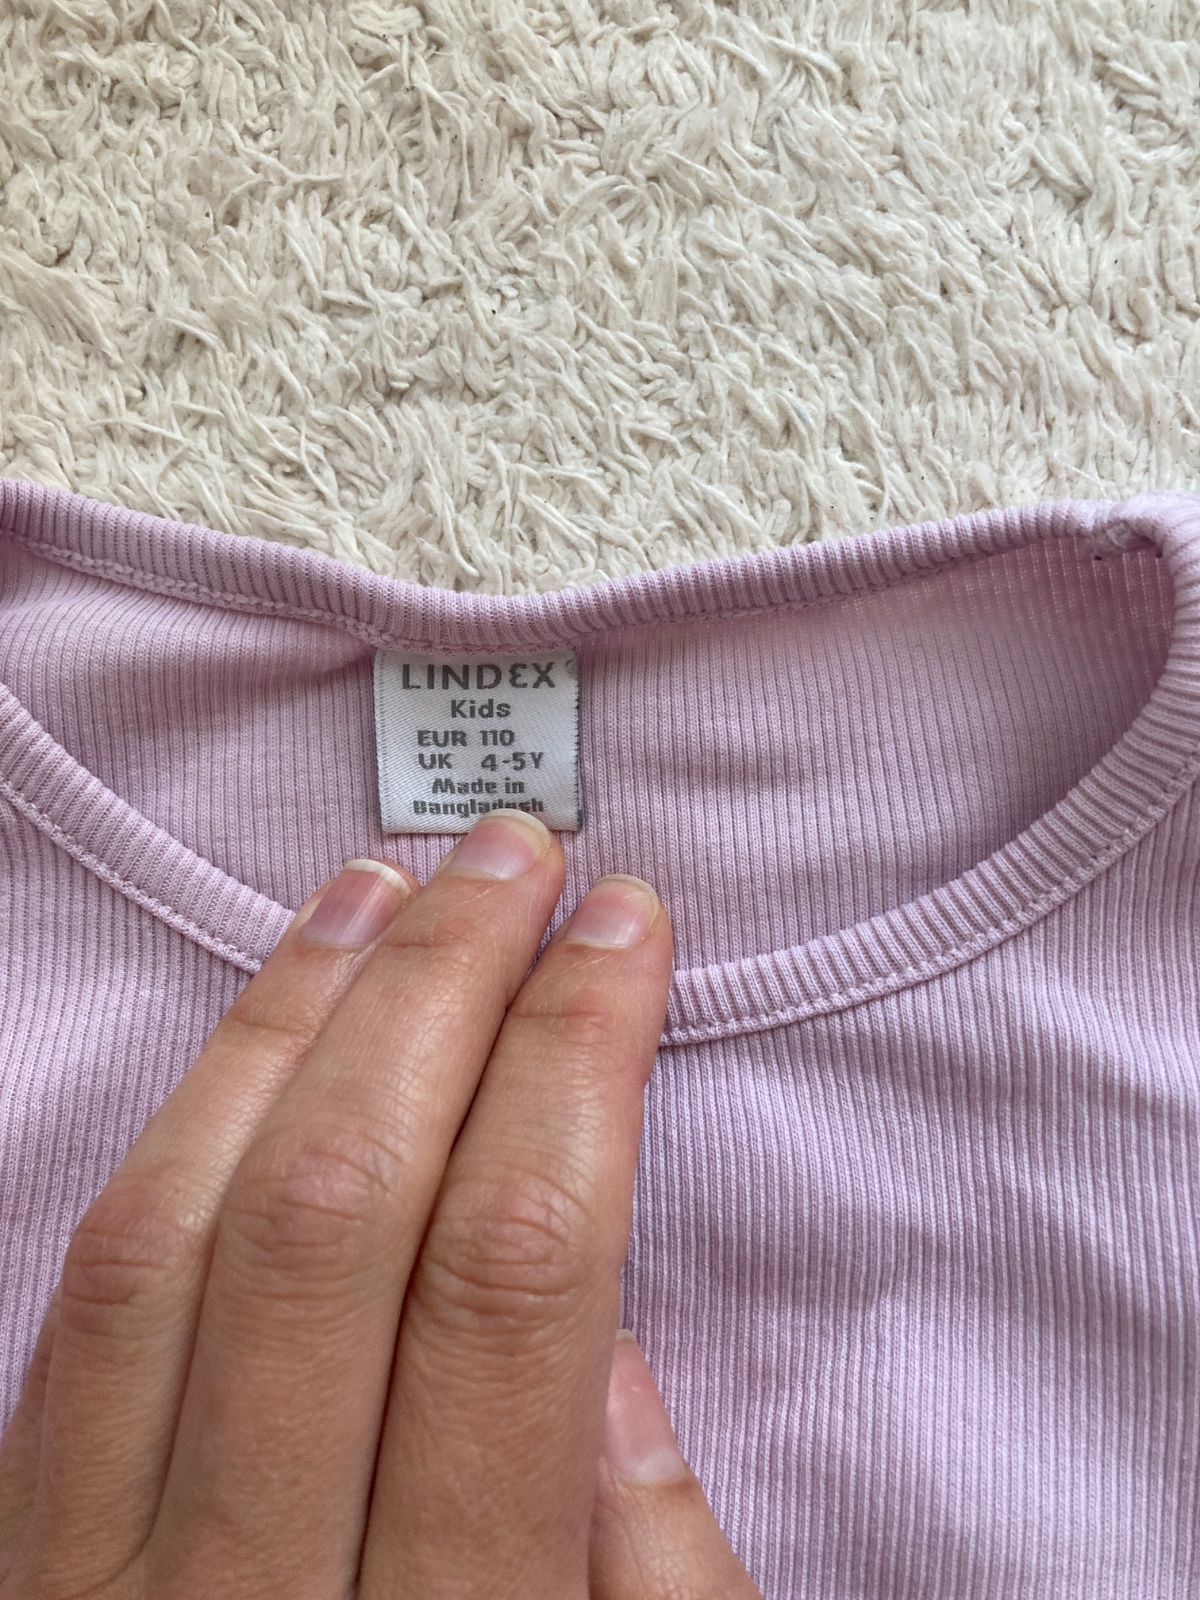 LINDEX
Kids
EUR 110
UK 4-5Y
Made in
Bangladesh